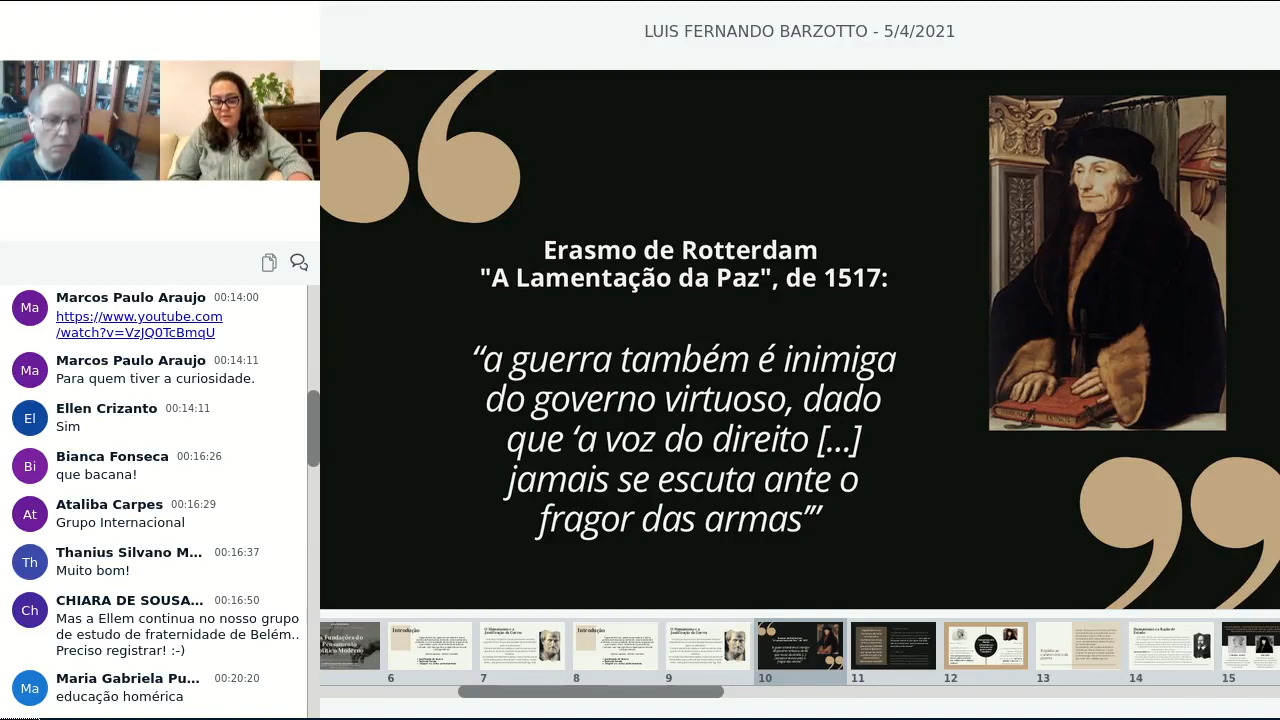 LUIS FERNANDO BARZOTTO - 5/4/2021
Erasmo de Rotterdam
"A Lamentação da Paz", de 1517:
“a guerra também é inimiga
do governo virtuoso, dado
que ‘a voz do direito [...]
jamais se escuta ante o
fragor das armas’”
Ma
Marcos Paulo Araujo 00:14:00
https://www.youtube.com
/watch?v=VzJQ0TcBmqU
Ma
Marcos Paulo Araujo 00:14:11
Para quem tiver a curiosidade.
El
Ellen Crizanto 00:14:11
Sim
Bi
Bianca Fonseca 00:16:26
que bacana!
At
Ataliba Carpes 00:16:29
Grupo Internacional
Th
Thanius Silvano M... 00:16:37
Muito bom!
Ch
CHIARA DE SOUSA... 00:16:50
Mas a Ellem continua no nosso grupo
de estudo de fraternidade de Belém..
Preciso registrar!! :-)
Ma
Maria Gabriela Pu... 00:20:20
educação homérica
Introdução
Introdução
6 7 8 9 10 11 12 13 14 15